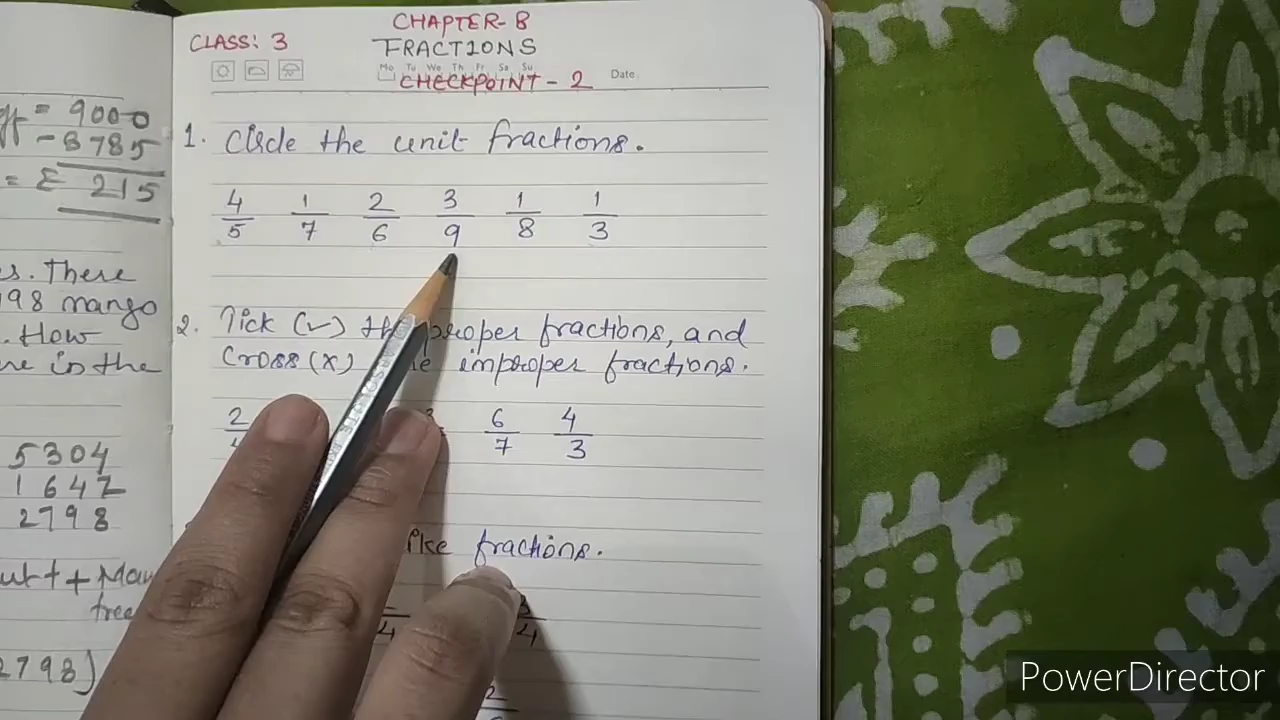 CHAPTER-8
CLASS: 3
FRACTIONS
Mo Tu We Th Fr Sa Su
CHECKPOINT - 2
Date
= 9000
- 8785
= 215
1. Circle the unit fractions.
4/5 1/7 2/6 3/9 1/8 1/3
2. Tick (✓) the proper fractions, and
Cross (X) improper fractions.
6/7 4/3
fractions.
There
98 mango
How
in the
5304
1647
2798
2798)
PowerDirector